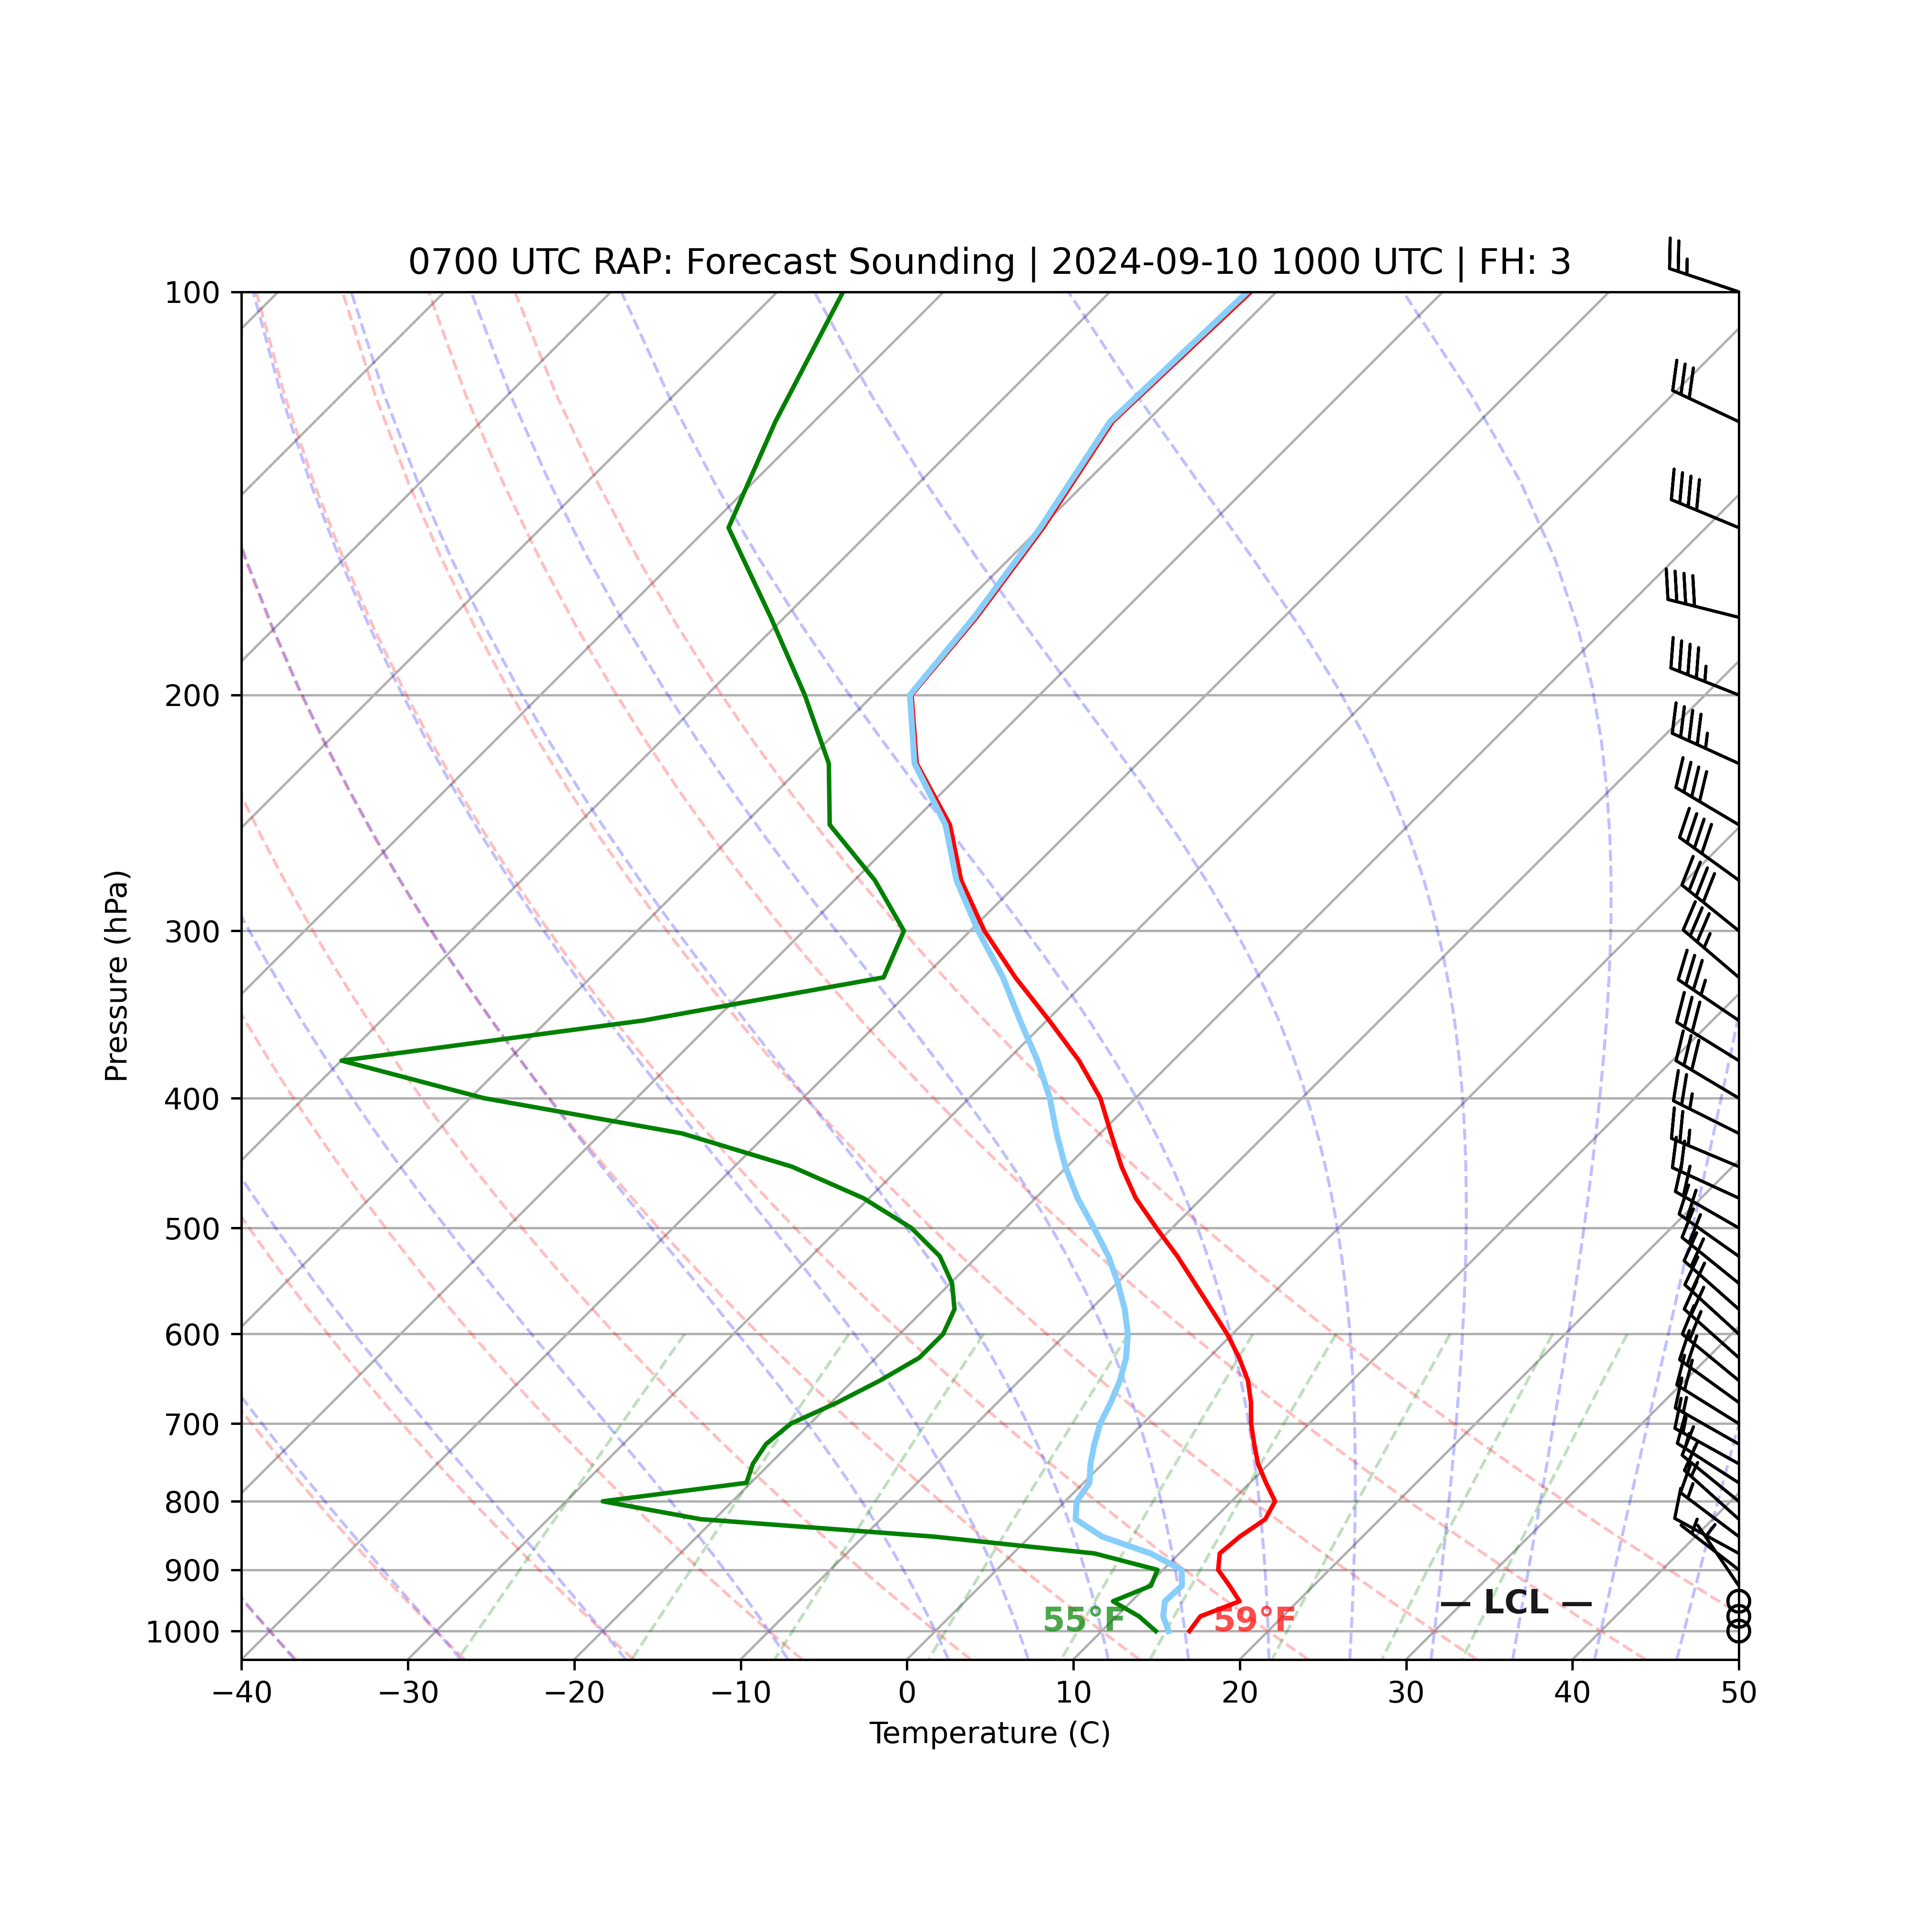 0700 UTC RAP: Forecast Sounding | 2024-09-10 1000 UTC | FH: 3
100
200
300
400
500
600
700
800
900
1000
Pressure (hPa)
55°F
59°F
— LCL —
−40 −30 −20 −10 0 10 20 30 40 50
Temperature (C)